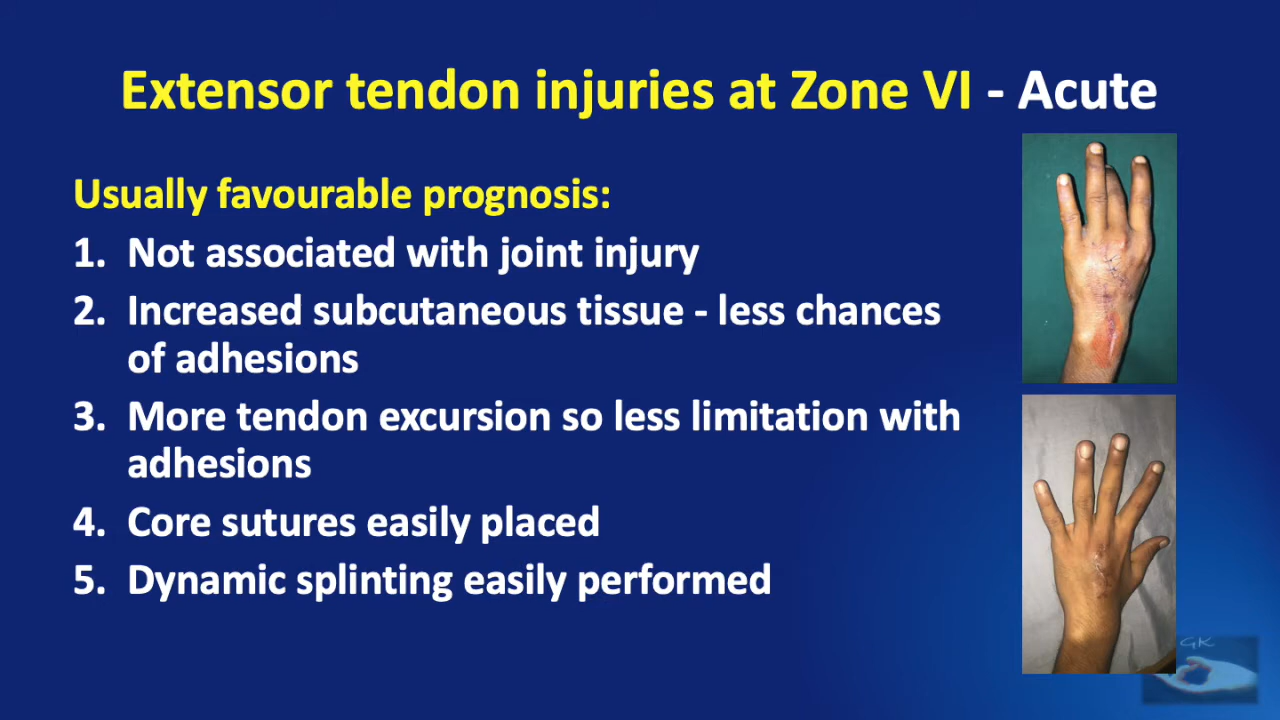 Extensor tendon injuries at Zone VI - Acute
Usually favourable prognosis:
1. Not associated with joint injury
2. Increased subcutaneous tissue - less chances
of adhesions
3. More tendon excursion so less limitation with
adhesions
4. Core sutures easily placed
5. Dynamic splinting easily performed
GK